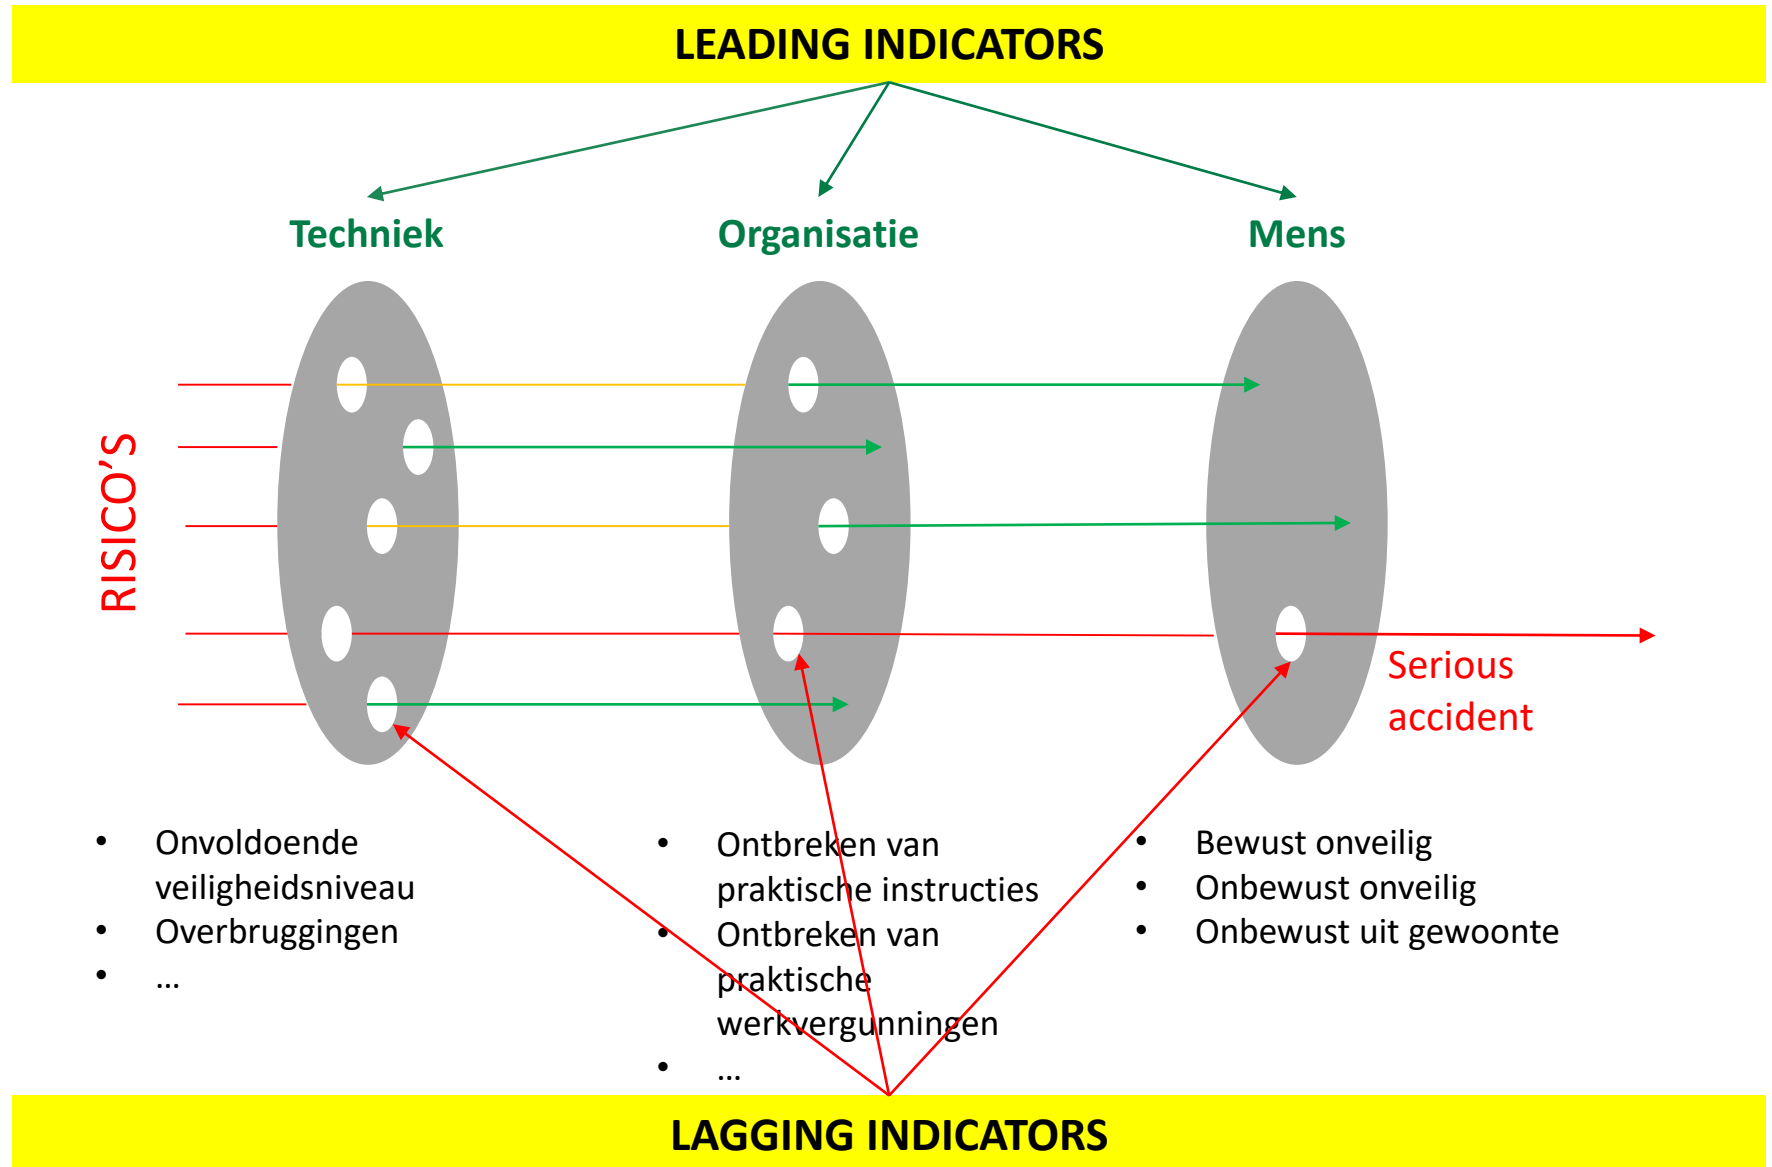 LEADING INDICATORS
Techniek
Organisatie
Mens
RISICO’S
Serious
accident
• Onvoldoende
veiligheidsniveau
• Overbruggingen
• ...
• Ontbreken van
praktische instructies
• Ontbreken van
praktische
werkvergunningen
• ...
• Bewust onveilig
• Onbewust onveilig
• Onbewust uit gewoonte
LAGGING INDICATORS